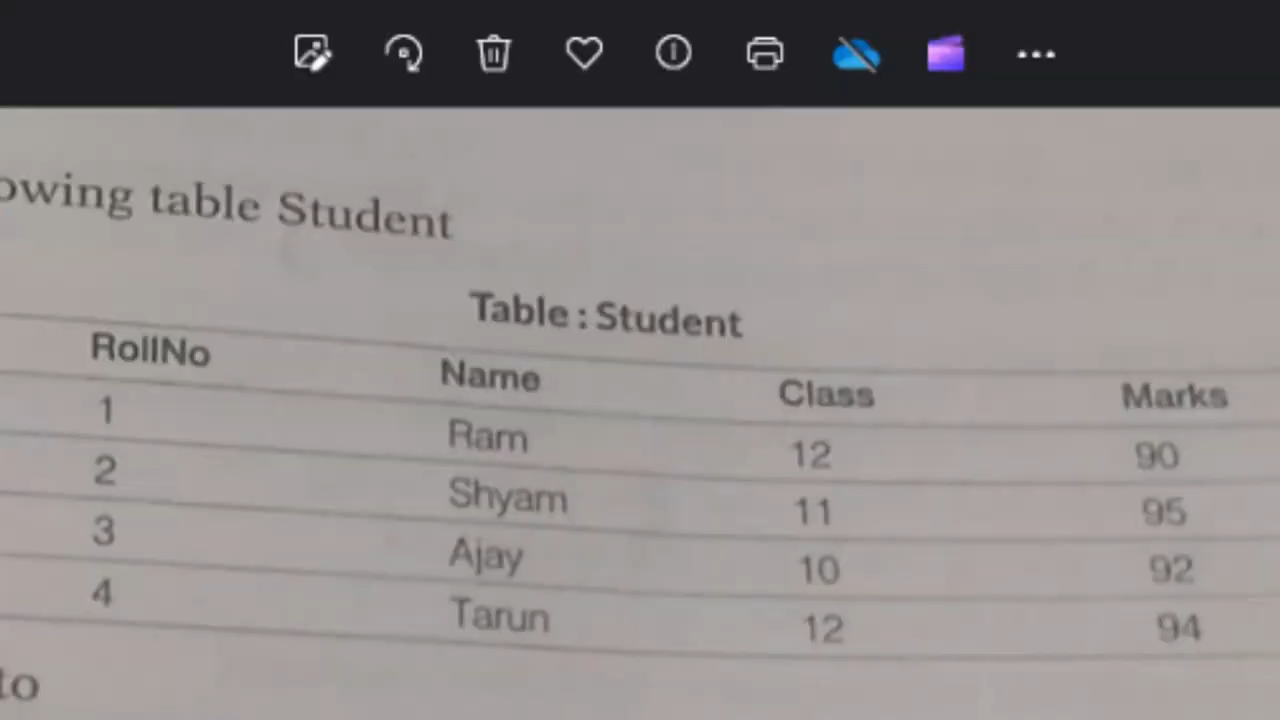 owing table Student
Table : Student
RollNo Name Class Marks
1 Ram 12 90
2 Shyam 11 95
3 Ajay 10 92
4 Tarun 12 94
to